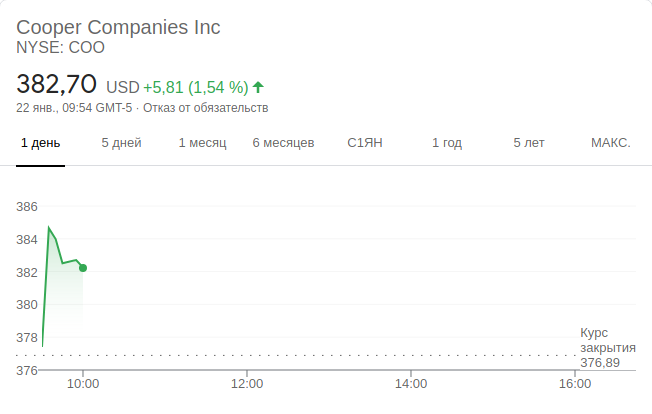 Cooper Companies Inc
NYSE: COO
382,70 USD +5,81 (1,54 %)
22 янв., 09:54 GMT-5 · Отказ от обязательств
1 день 5 дней 1 месяц 6 месяцев С1ЯН 1 год 5 лет МАКС.
386
384
382
380
378
Курс
закрытия
376,89
376
10:00 12:00 14:00 16:00